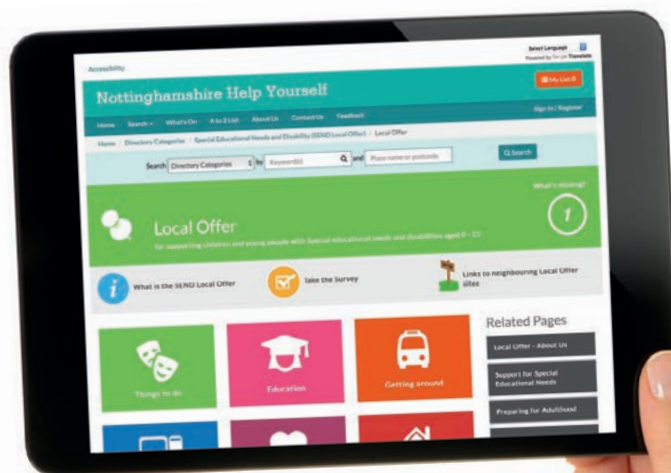 Select Language
Powered by Google Translate
Accessibility
Nottinghamshire Help Yourself
My List 0
Home Search What's On A to Z List About Us Contact Us Feedback
Sign In / Register
Home / Directory Categories / Special Educational Needs and Disability (SEND Local Offer) / Local Offer
Search Directory Categories by Keyword(s) and Place name or postcode Search
What's missing?
Local Offer
for supporting children and young people with Special educational needs and disabilities aged 0 - 25
What is the SEND Local Offer
Take the Survey
Links to neighbouring Local Offer
sites
Things to do
Education
Getting around
Related Pages
Local Offer - About Us
Support for Special
Educational Needs
Preparing for Adulthood